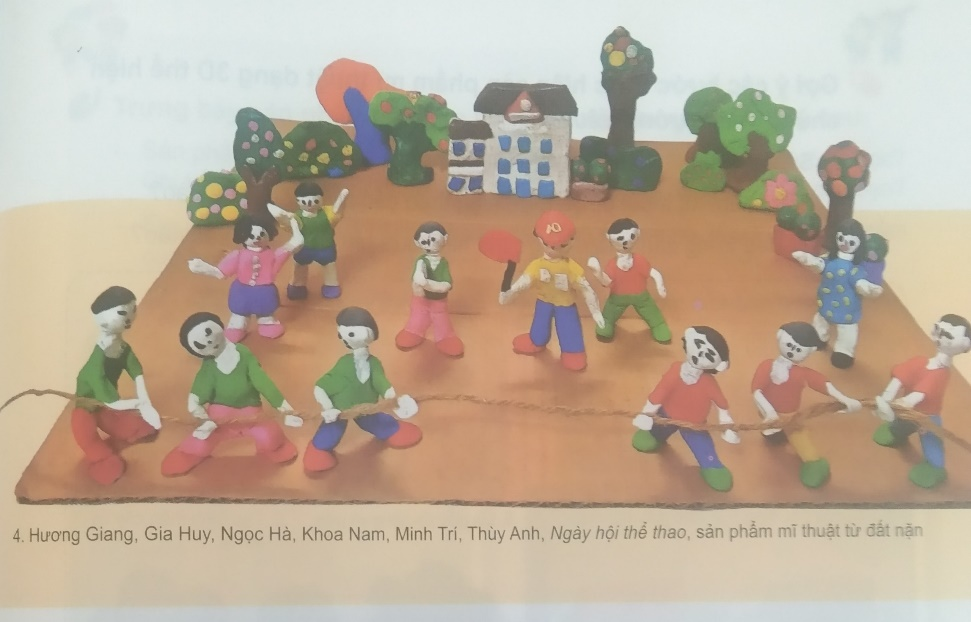 4. Hương Giang, Gia Huy, Ngọc Hà, Khoa Nam, Minh Trí, Thùy Anh, Ngày hội thể thao, sản phẩm mĩ thuật từ đất nặn